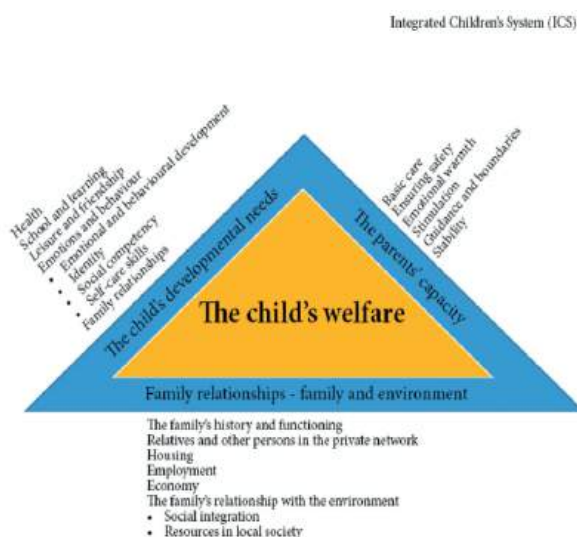 Integrated Children's System (ICS)
Health
School and learning
Leisure and friendship
Emotions and behaviour
• Emotional and behavioural development
• Identity
• Social competency
• Self-care skills
Family relationships
The child's developmental needs
Basic care
Ensuring safety
Emotional warmth
Stimulation
Guidance and boundaries
Stability
The parents' capacity
The child's welfare
Family relationships - family and environment
The family's history and functioning
Relatives and other persons in the private network
Housing
Employment
Economy
The family's relationship with the environment
• Social integration
• Resources in local society